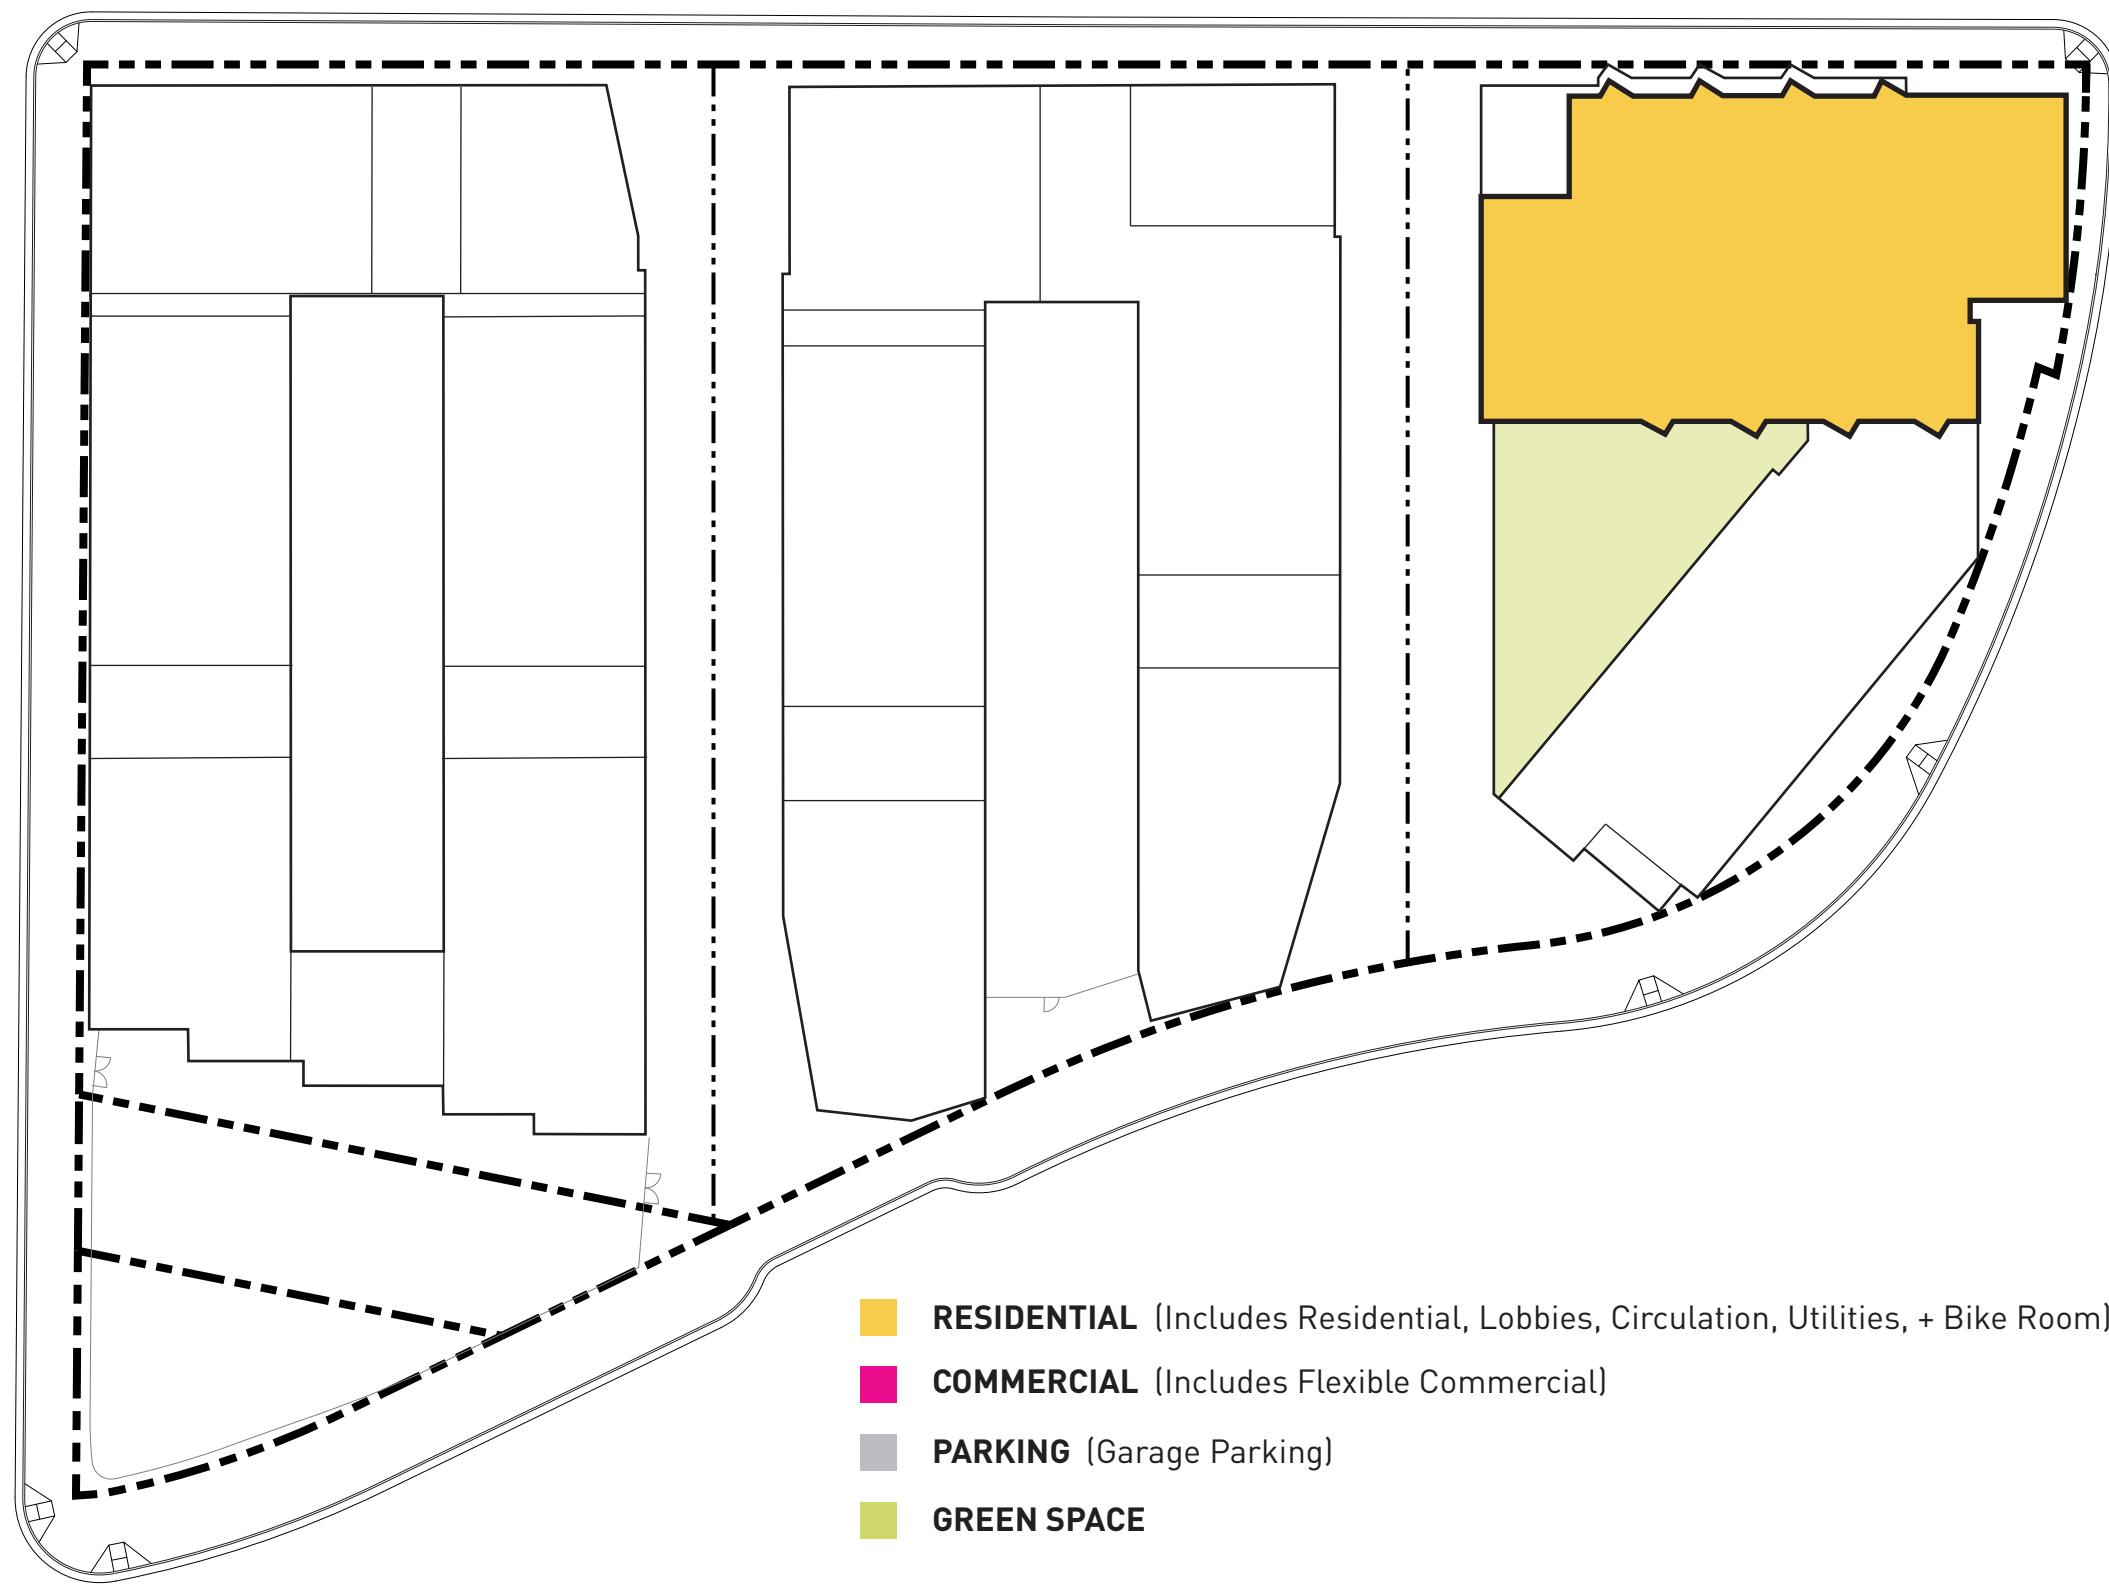 RESIDENTIAL (Includes Residential, Lobbies, Circulation, Utilities, + Bike Room)
COMMERCIAL (Includes Flexible Commercial)
PARKING (Garage Parking)
GREEN SPACE